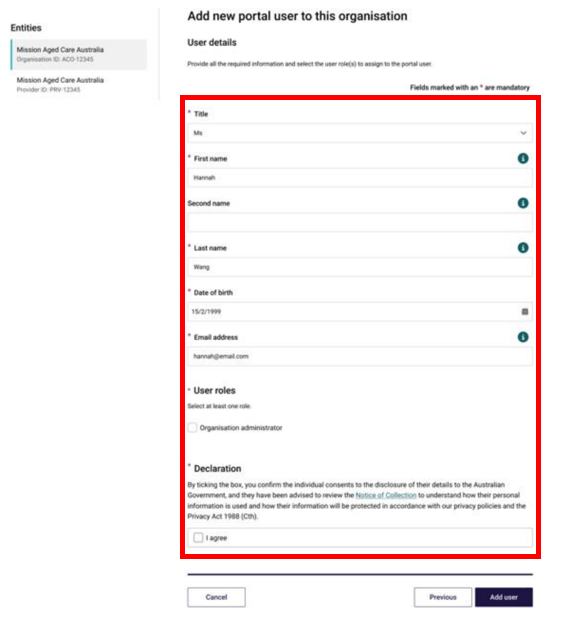 Entities
Mission Aged Care Australia
Organisation ID: ACO-12345
Mission Aged Care Australia
Provider ID: PRV-12345
Add new portal user to this organisation
User details
Provide all the required information and select the user role(s) to assign to the portal user.
Fields marked with an * are mandatory
* Title
Ms
* First name
Hannah
Second name
* Last name
Wang
* Date of birth
15/2/1999
* Email address
hannah@email.com
* User roles
Select at least one role.
Organisation administrator
* Declaration
By ticking the box, you confirm the individual consents to the disclosure of their details to the Australian
Government, and they have been advised to review the Notice of Collection to understand how their personal
information is used and how their information will be protected in accordance with our privacy policies and the
Privacy Act 1988 (Cth).
I agree
Cancel
Previous
Add user